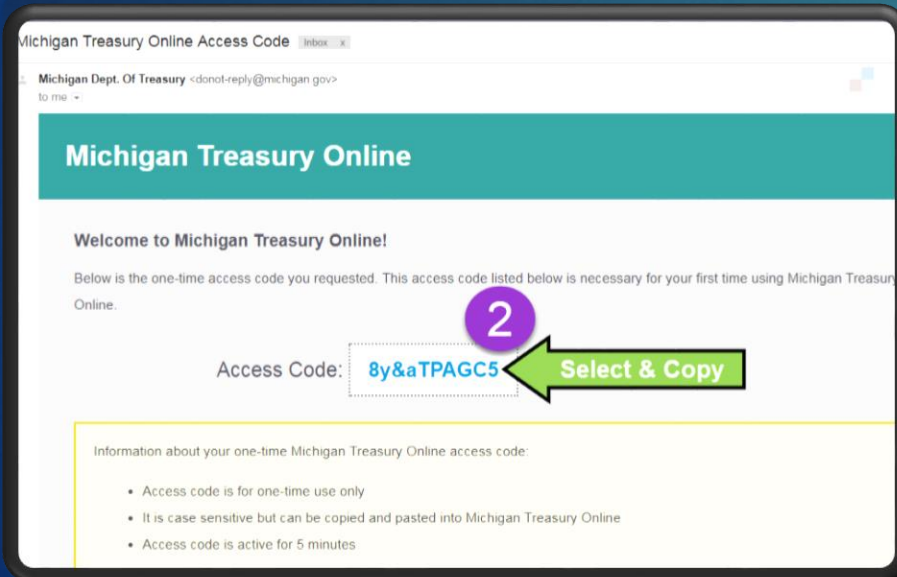 Michigan Treasury Online Access Code Inbox x
Michigan Dept. Of Treasury <donot-reply@michigan.gov>
to me
Michigan Treasury Online
Welcome to Michigan Treasury Online!
Below is the one-time access code you requested. This access code listed below is necessary for your first time using Michigan Treasury
Online.
2
Access Code: 8y&aTPAGC5 Select & Copy
Information about your one-time Michigan Treasury Online access code:
• Access code is for one-time use only
• It is case sensitive but can be copied and pasted into Michigan Treasury Online
• Access code is active for 5 minutes